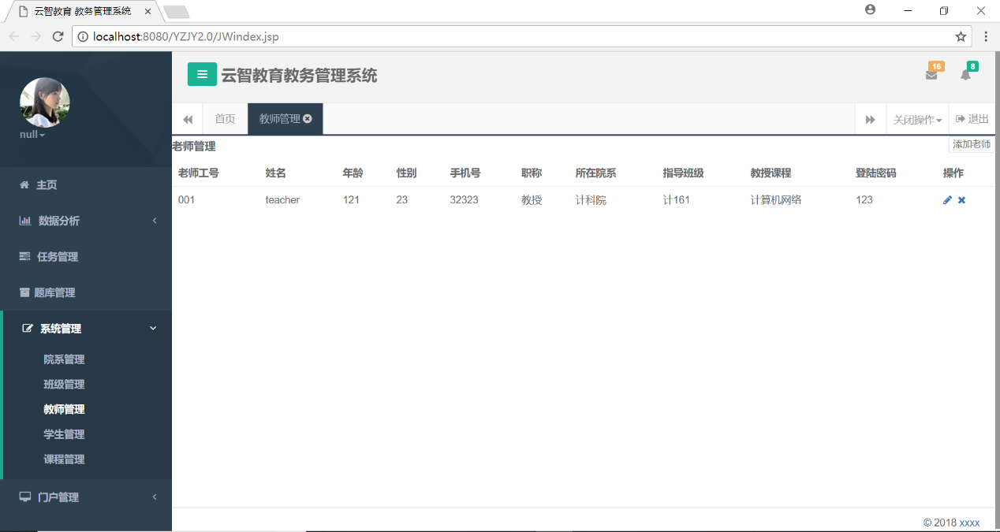 云智教育 教务管理系统
localhost:8080/YZJY2.0/JWindex.jsp
null
主页
数据分析
任务管理
题库管理
系统管理
院系管理
班级管理
教师管理
学生管理
课程管理
门户管理
云智教育教务管理系统
16
8
首页
教师管理
关闭操作
退出
老师管理
添加老师
老师工号 姓名 年龄 性别 手机号 职称 所在院系 指导班级 教授课程 登陆密码 操作
001 teacher 121 23 32323 教授 计科院 计161 计算机网络 123
© 2018 xxxx